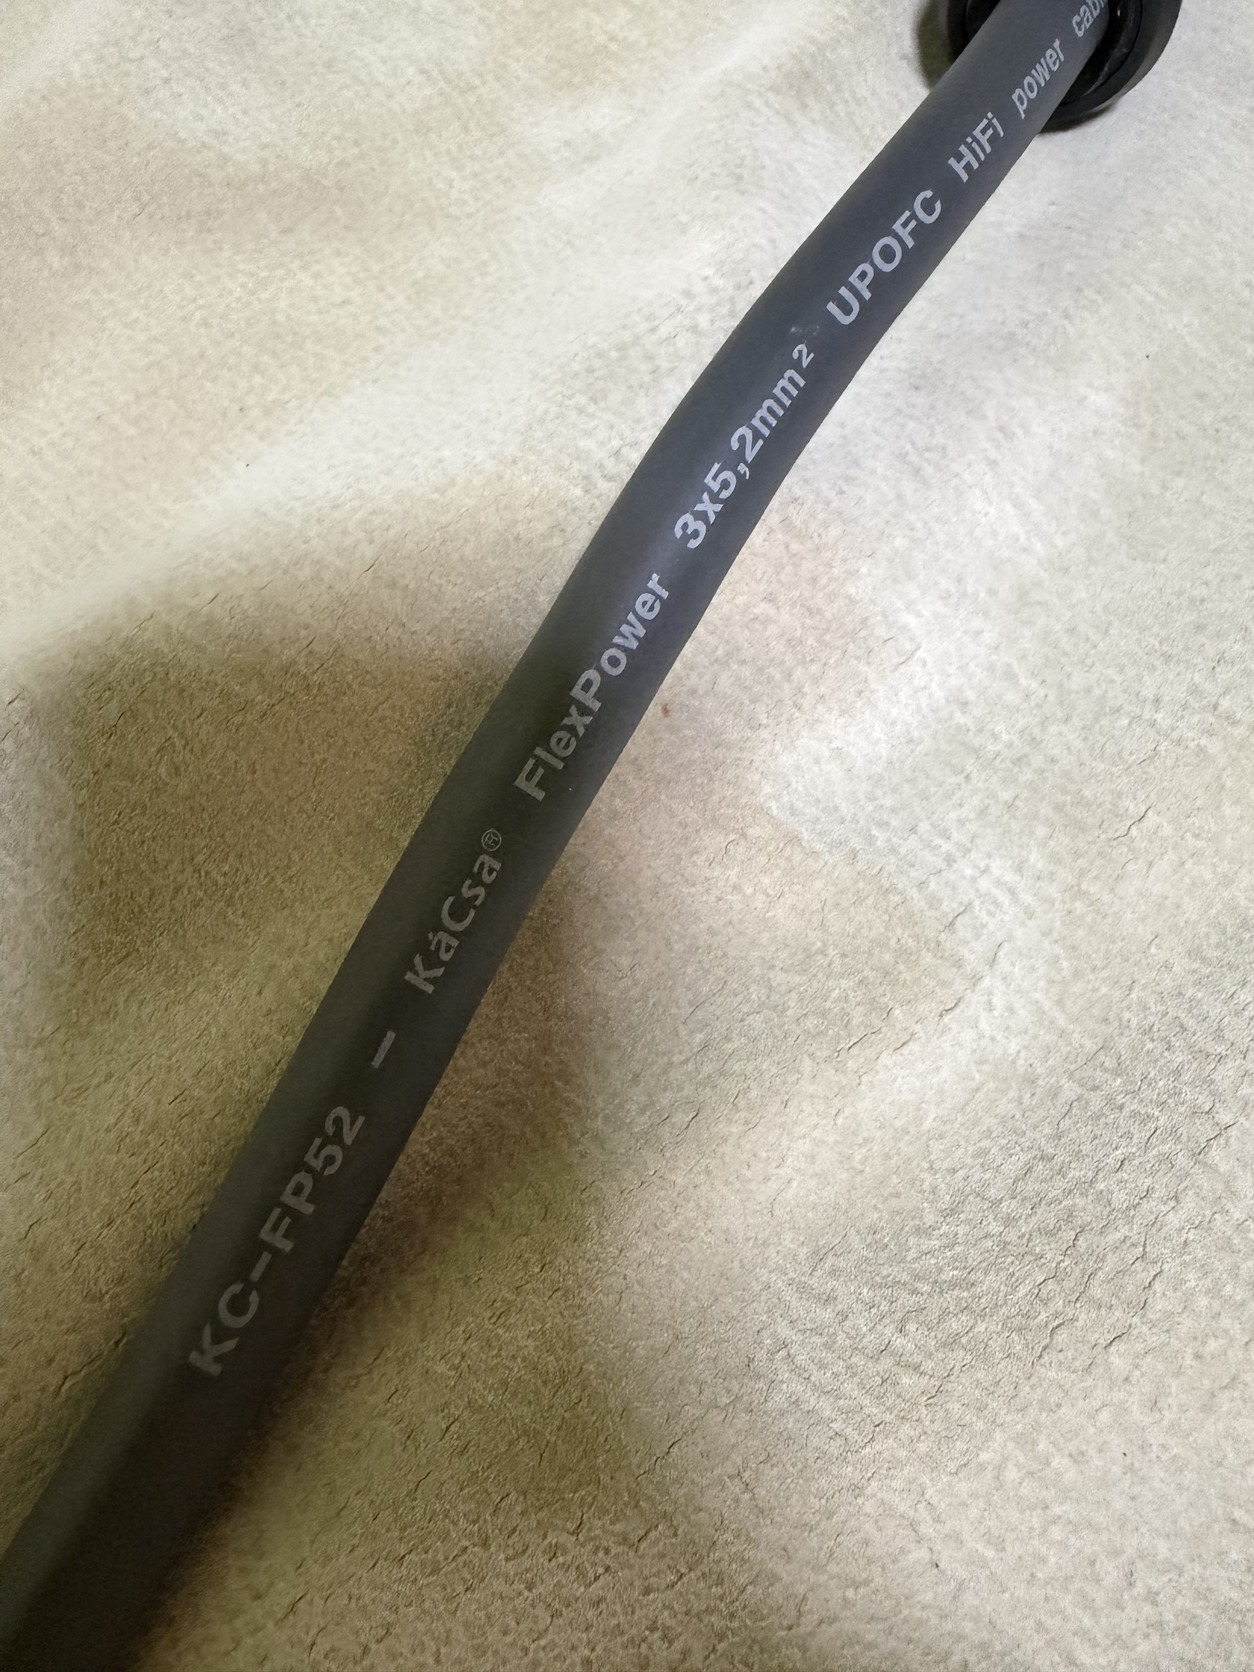 KC-FP52 - KáCsa® FlexPower 3x5,2mm² UPOFC HiFi power